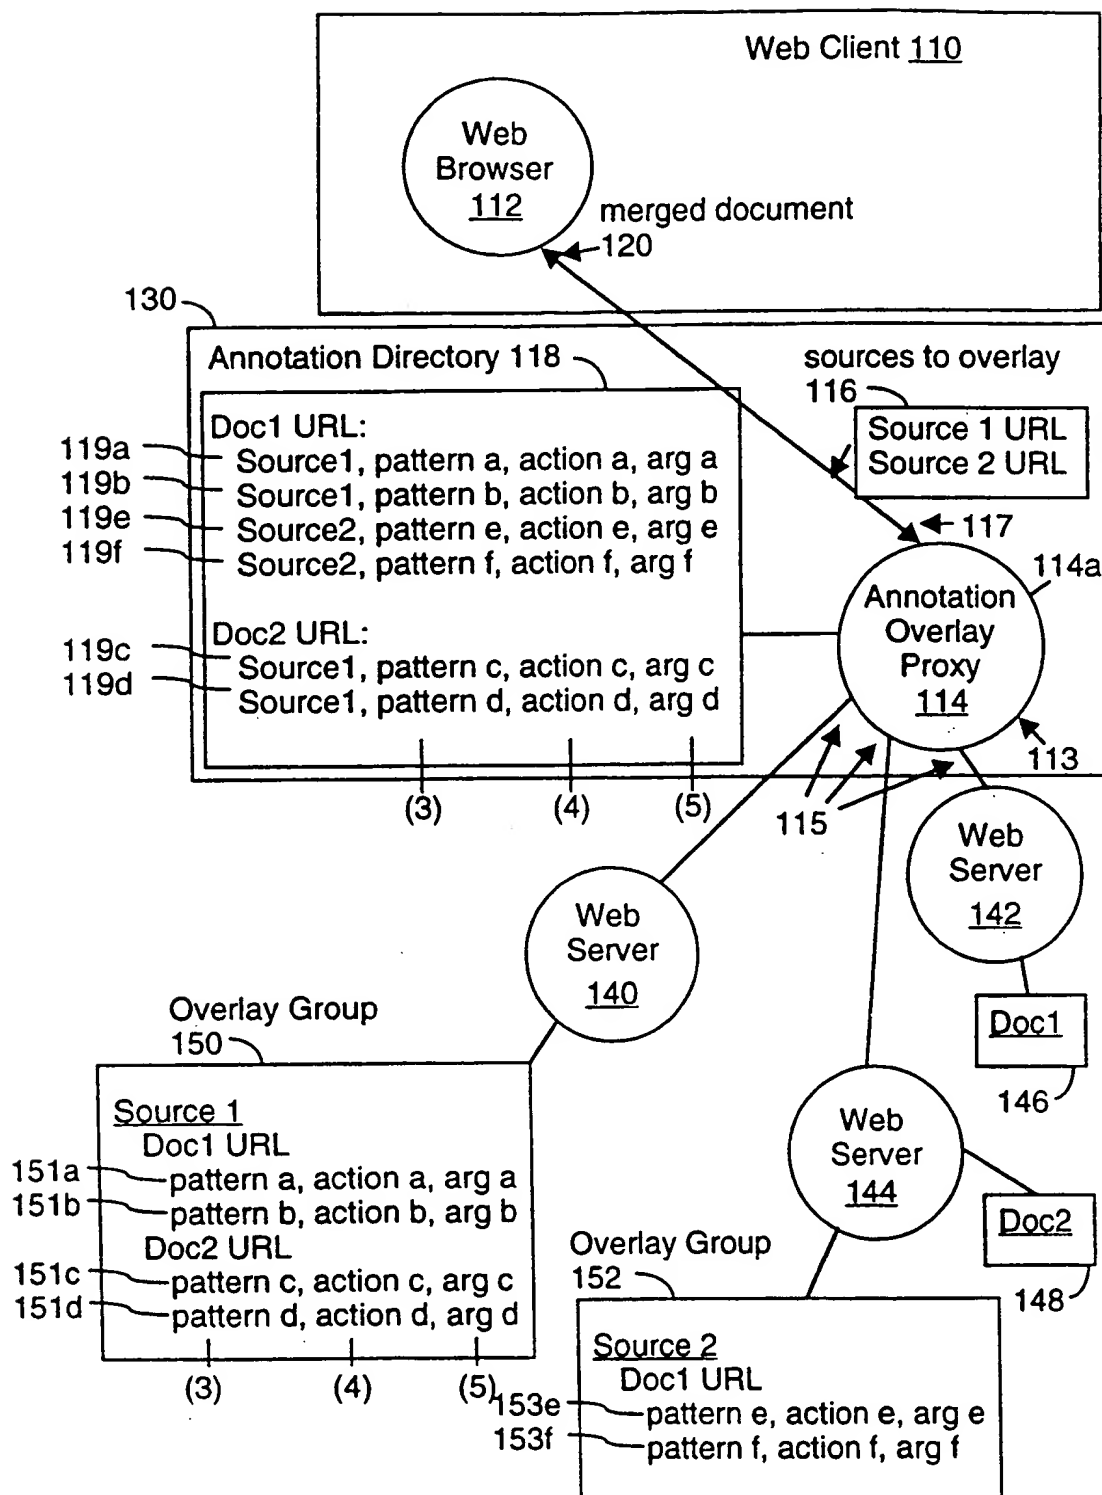 Web Client 110
Web
Browser
112
merged document
120
130
Annotation Directory 118
sources to overlay
116
Source 1 URL
Source 2 URL
Doc1 URL:
119a
Source1, pattern a, action a, arg a
119b
Source1, pattern b, action b, arg b
119e
Source2, pattern e, action e, arg e
119f
Source2, pattern f, action f, arg f
117
114a
Annotation
Overlay
Proxy
114
Doc2 URL:
119c
Source1, pattern c, action c, arg c
119d
Source1, pattern d, action d, arg d
113
(3) (4) (5)
115
Web
Server
142
Web
Server
140
Doc1
146
Overlay Group
150
Source 1
Doc1 URL
151a
pattern a, action a, arg a
151b
pattern b, action b, arg b
Doc2 URL
151c
pattern c, action c, arg c
151d
pattern d, action d, arg d
(3) (4) (5)
Web
Server
144
Doc2
148
Overlay Group
152
Source 2
Doc1 URL
153e
pattern e, action e, arg e
153f
pattern f, action f, arg f